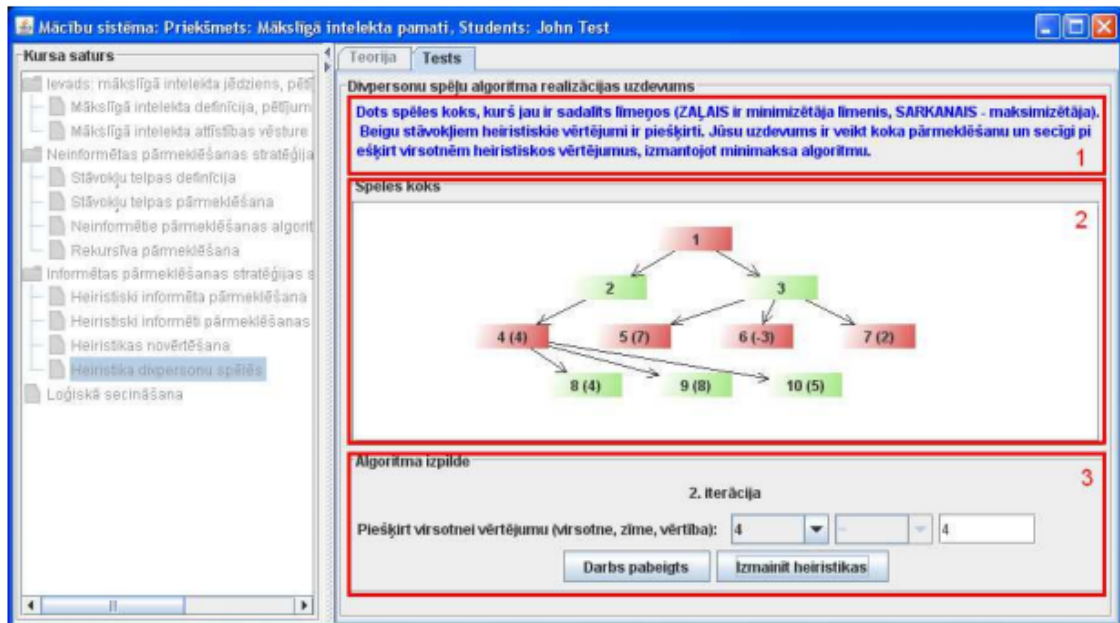 Mācību sistēma: Priekšmets: Mākslīgā intelekta pamati, Students: John Test
Kursa saturs
Ievads: mākslīgā intelekta jēdziens, pētī
Mākslīgā intelekta definīcija, pētījum
Mākslīgā intelekta attīstības vēsture
Neinformētas pārmeklēšanas stratēģija
Stāvokļu telpas definīcija
Stāvokļu telpas pārmeklēšana
Neinformētie pārmeklēšanas algorit
Rekursīva pārmeklēšana
Informētas pārmeklēšanas stratēģijas s
Heiristiski informēta pārmeklēšana
Heiristiski informēti pārmeklēšanas
Heiristikas novērtēšana
Heiristika divpersonu spēlēs
Loģiskā secināšana
Teorija
Tests
Divpersonu spēļu algoritma realizācijas uzdevums
Dots spēles koks, kurš jau ir sadalīts līmeņos (ZAĻAIS ir minimizētāja līmenis, SARKANAIS - maksimizētāja).
Beigu stāvokļiem heiristiskie vērtējumi ir piešķirti. Jūsu uzdevums ir veikt koka pārmeklēšanu un secīgi pi
ešķirt virsotnēm heiristiskos vērtējumus, izmantojot minimaksa algoritmu.
1
Spēles koks
2
1
2
3
4 (4)
5 (7)
6 (-3)
7 (2)
8 (4)
9 (8)
10 (5)
Algoritma izpilde
3
2. iterācija
Piešķirt virsotnei vērtējumu (virsotne, zīme, vērtība):
4
-
4
Darbs pabeigts
Izmainīt heiristikas